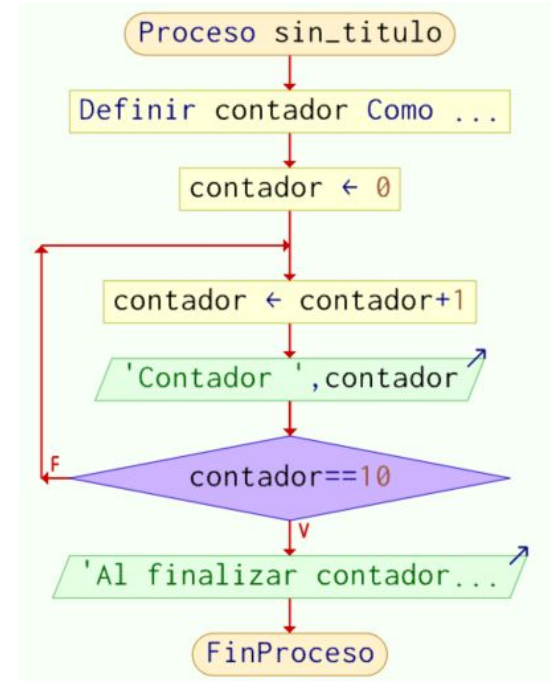 Proceso sin_titulo
Definir contador Como ...
contador ← 0
contador ← contador+1
'Contador ',contador
F
contador==10
V
'Al finalizar contador...
FinProceso